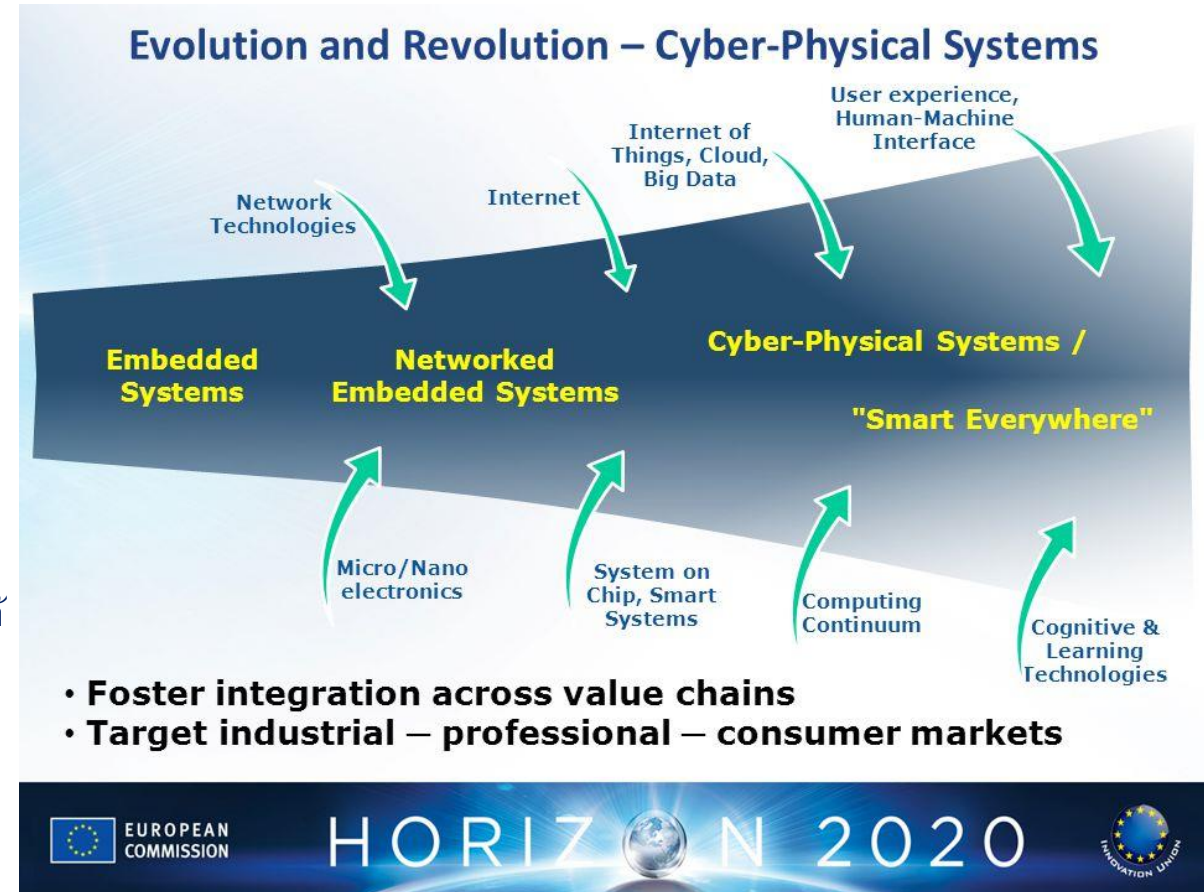 Evolution and Revolution – Cyber-Physical Systems
Network
Technologies
Internet
Internet of
Things, Cloud,
Big Data
User experience,
Human-Machine
Interface
Embedded
Systems
Networked
Embedded Systems
Cyber-Physical Systems /
"Smart Everywhere"
Micro/Nano
electronics
System on
Chip, Smart
Systems
Computing
Continuum
Cognitive &
Learning
Technologies
• Foster integration across value chains
• Target industrial – professional – consumer markets
EUROPEAN
COMMISSION
HORIZON 2020
INNOVATION UNION